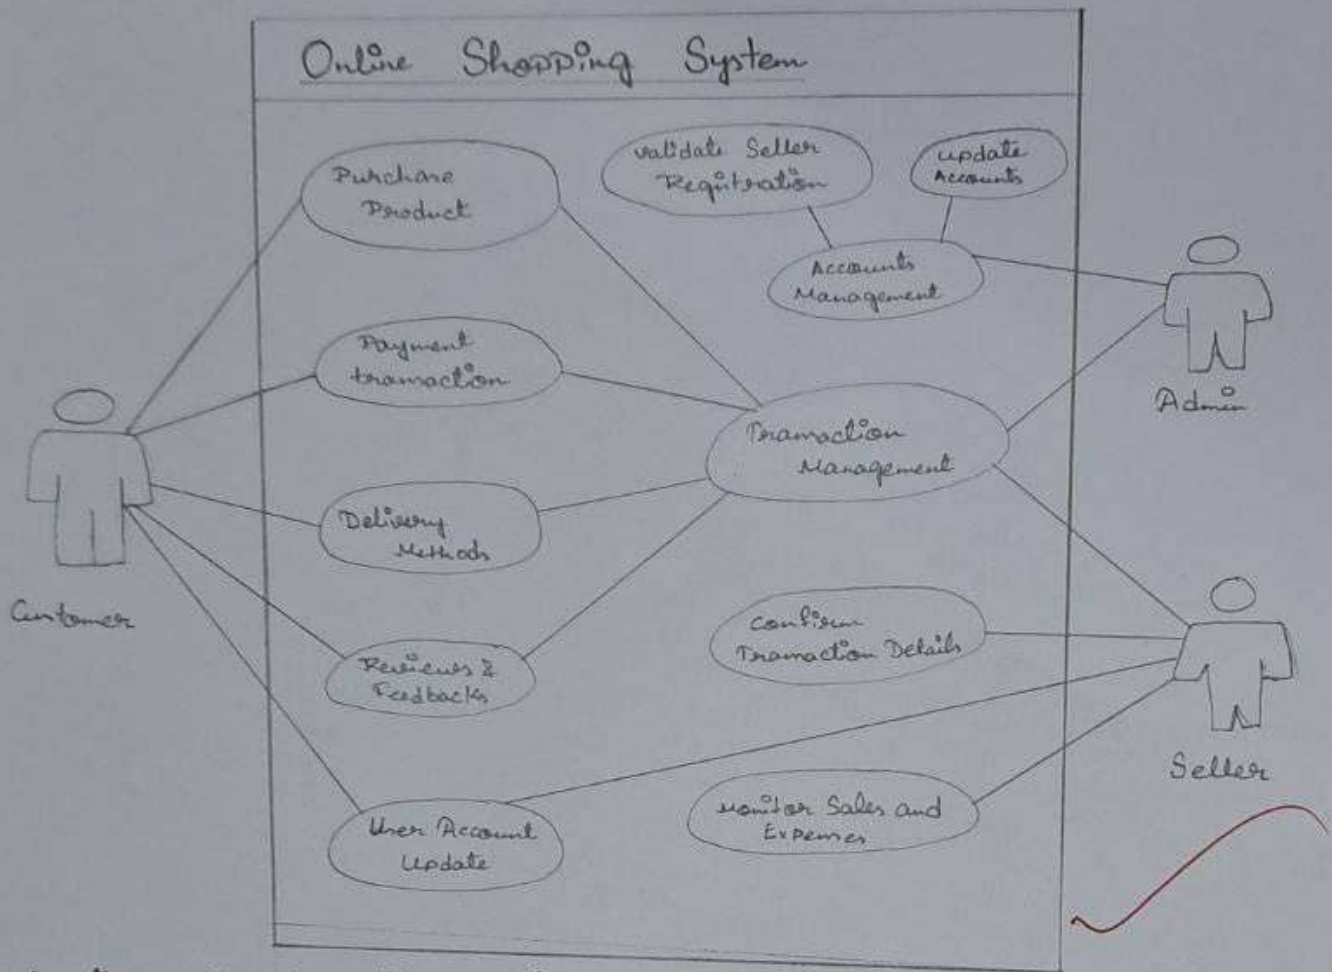 Online Shopping System
Purchase
Product
validate Seller
Registration
update
Accounts
Accounts
Management
Payment
transaction
Admin
Transaction
Management
Delivery
Methods
Customer
confirm
Transaction Details
Reviews &
Feedbacks
Seller
Monitor Sales and
Expenses
User Account
Update